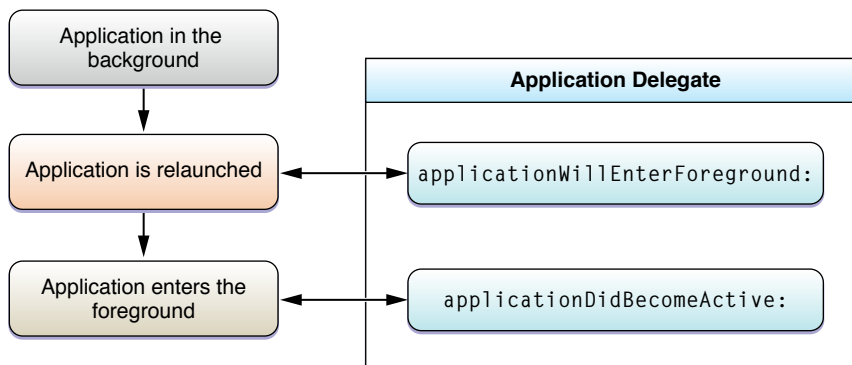 Application in the
background
Application Delegate
Application is relaunched
applicationWillEnterForeground:
Application enters the
foreground
applicationDidBecomeActive: